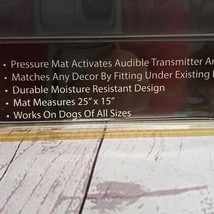 • Pressure Mat Activates Audible Transmitter
• Matches Any Decor By Fitting Under Existing
• Durable Moisture Resistant Design
• Mat Measures 25" x 15"
• Works On Dogs Of All Sizes